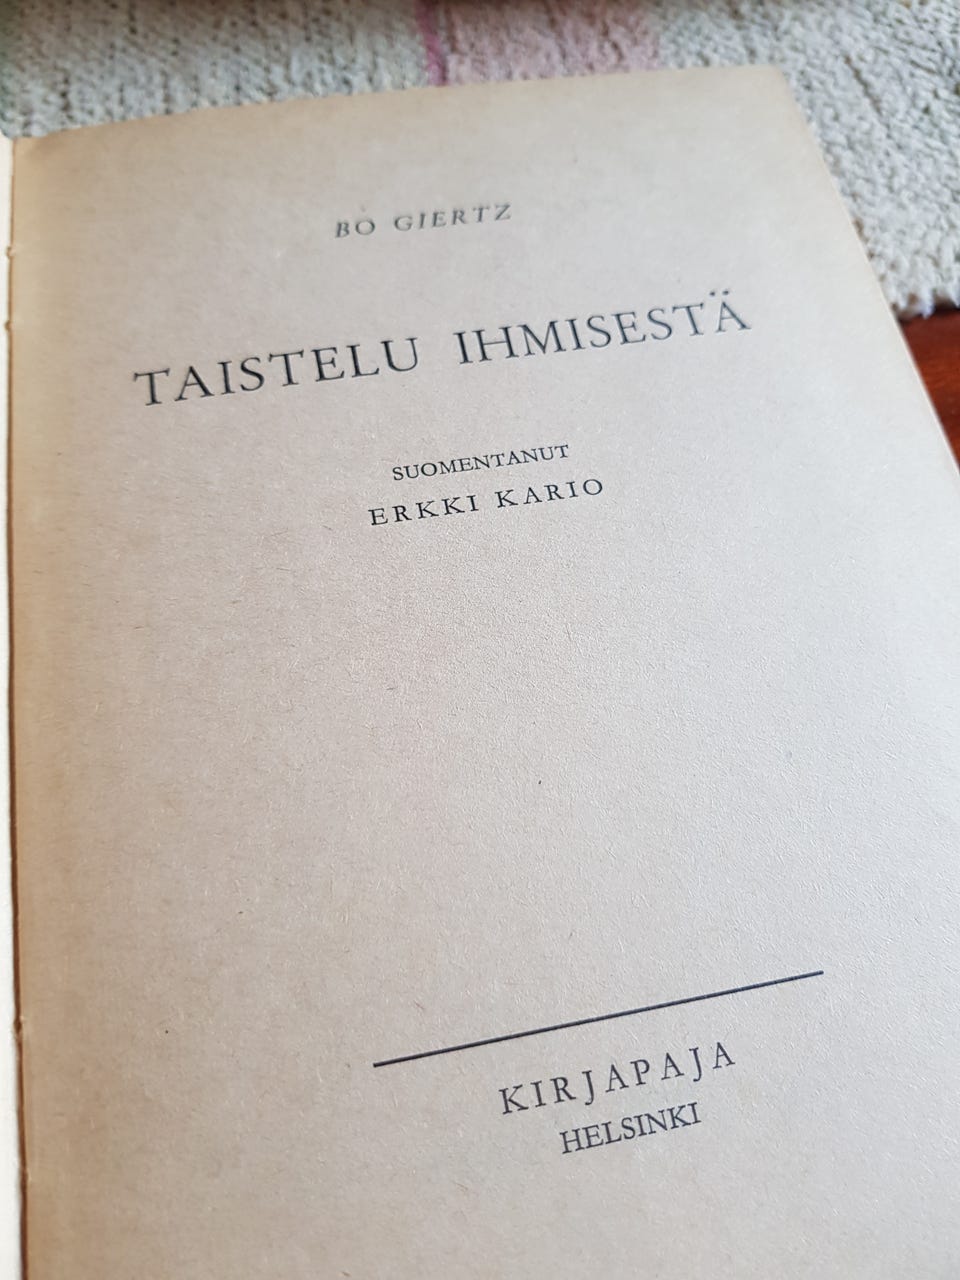 BO GIERTZ
TAISTELU IHMISESTÄ
SUOMENTANUT
ERKKI KARIO
KIRJAPAJA
HELSINKI